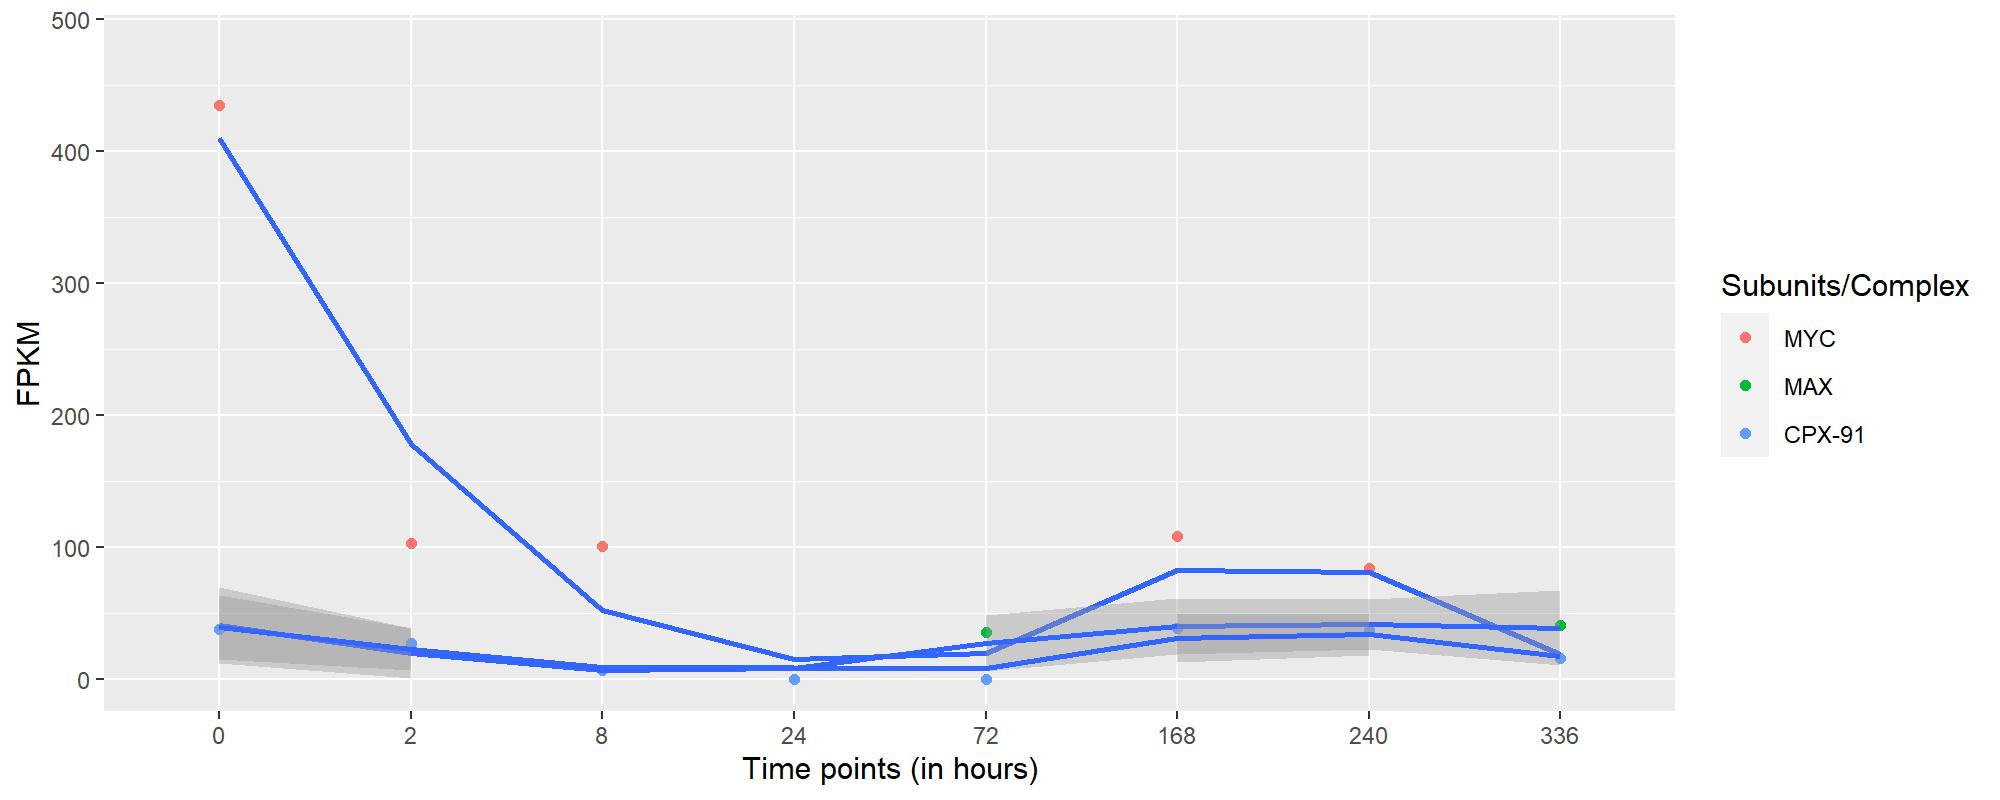 500
400
300
200
100
0
FPKM
0 2 8 24 72 168 240 336
Time points (in hours)
Subunits/Complex
MYC
MAX
CPX-91